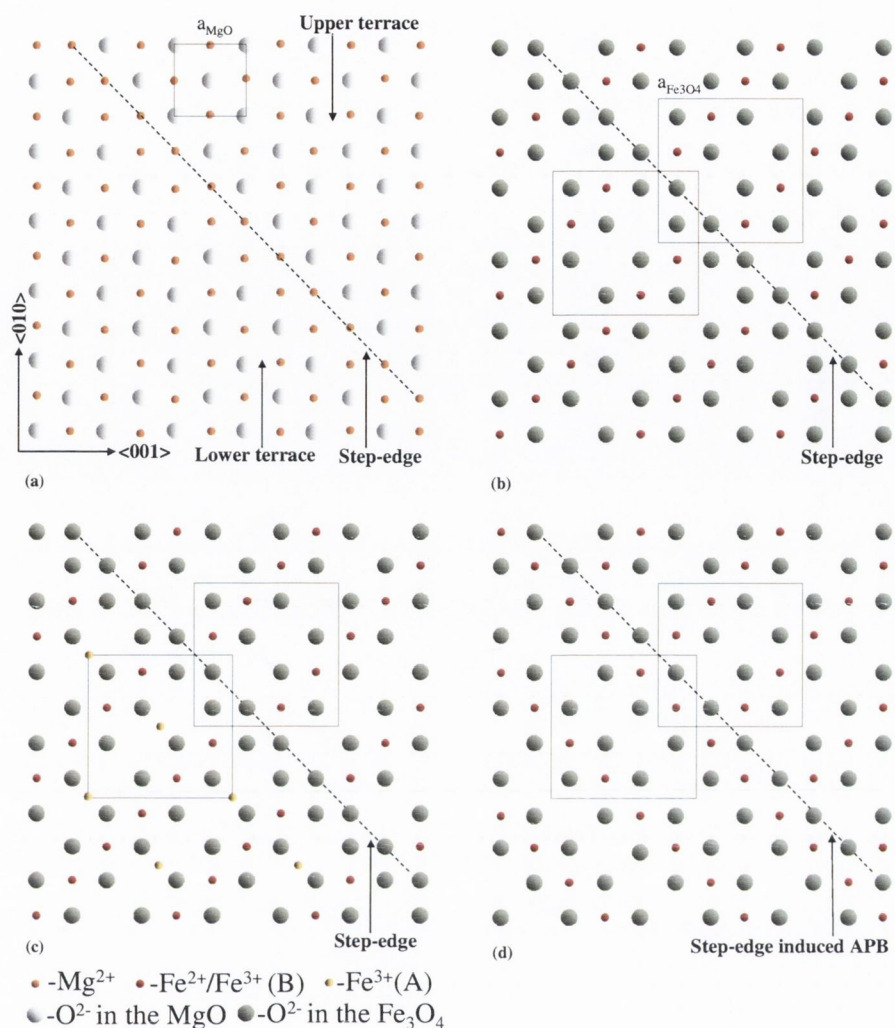 a_MgO
Upper terrace
<010>
<001>
Lower terrace
Step-edge
(a)
a_Fe3O4
Step-edge
(b)
Step-edge
(c)
Step-edge induced APB
(d)
-Mg²⁺ -Fe²⁺/Fe³⁺ (B) -Fe³⁺(A)
-O²⁻ in the MgO -O²⁻ in the Fe₃O₄